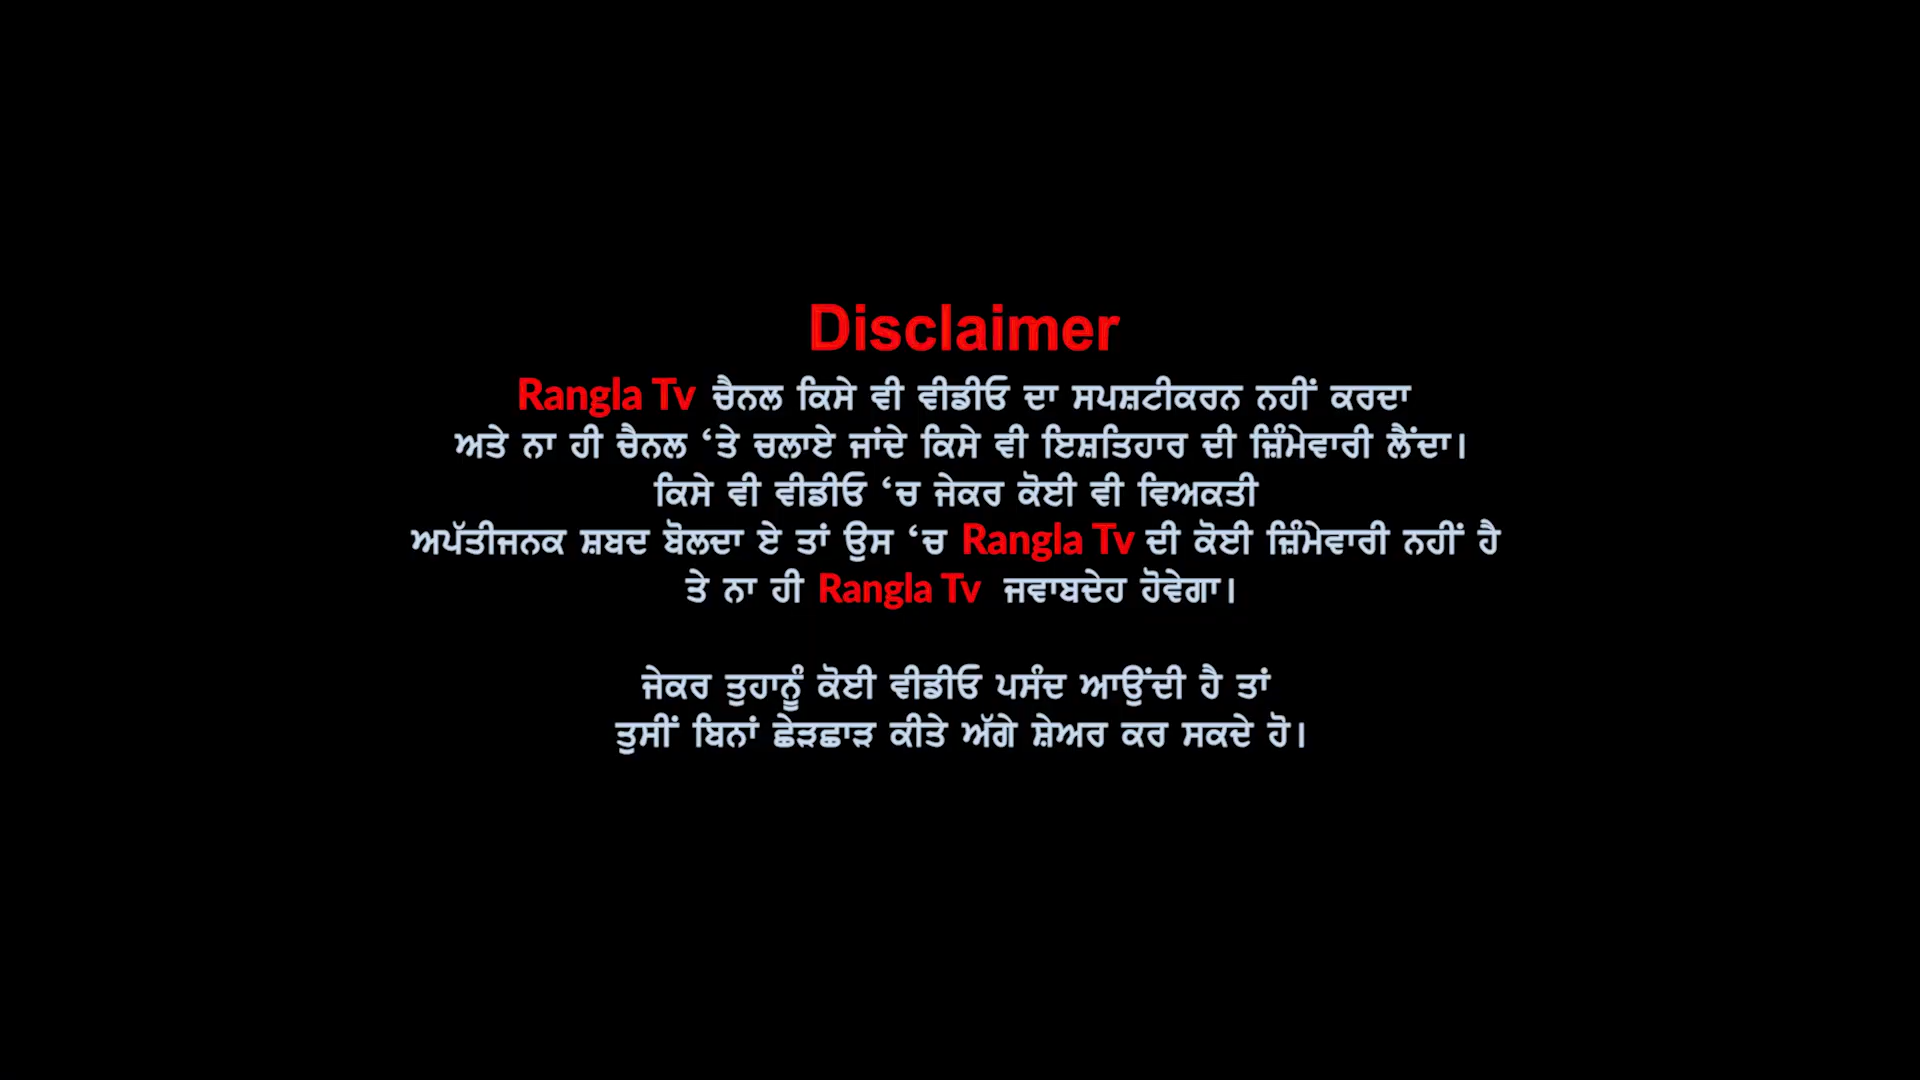 Disclaimer
Rangla Tv ਚੈਨਲ ਕਿਸੇ ਵੀ ਵੀਡੀਓ ਦਾ ਸਪਸ਼ਟੀਕਰਨ ਨਹੀਂ ਕਰਦਾ
ਅਤੇ ਨਾ ਹੀ ਚੈਨਲ ‘ਤੇ ਚਲਾਏ ਜਾਂਦੇ ਕਿਸੇ ਵੀ ਇਸ਼ਤਿਹਾਰ ਦੀ ਜ਼ਿੰਮੇਵਾਰੀ ਲੈਂਦਾ।
ਕਿਸੇ ਵੀ ਵੀਡੀਓ ‘ਚ ਜੇਕਰ ਕੋਈ ਵੀ ਵਿਅਕਤੀ
ਅਪੱਤੀਜਨਕ ਸ਼ਬਦ ਬੋਲਦਾ ਏ ਤਾਂ ਉਸ ‘ਚ Rangla Tv ਦੀ ਕੋਈ ਜ਼ਿੰਮੇਵਾਰੀ ਨਹੀਂ ਹੈ
ਤੇ ਨਾ ਹੀ Rangla Tv ਜਵਾਬਦੇਹ ਹੋਵੇਗਾ।
ਜੇਕਰ ਤੁਹਾਨੂੰ ਕੋਈ ਵੀਡੀਓ ਪਸੰਦ ਆਉਂਦੀ ਹੈ ਤਾਂ
ਤੁਸੀਂ ਬਿਨਾਂ ਛੇੜਛਾੜ ਕੀਤੇ ਅੱਗੇ ਸ਼ੇਅਰ ਕਰ ਸਕਦੇ ਹੋ।